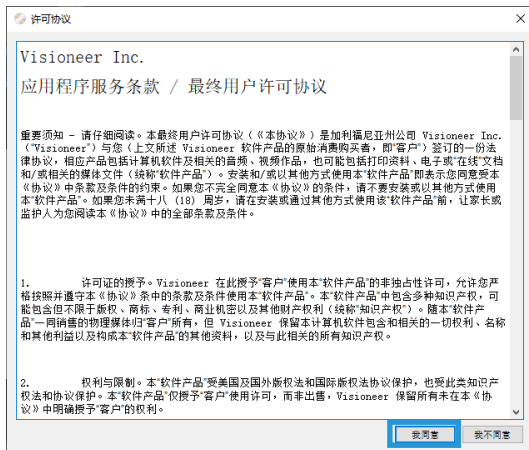 许可协议
Visioneer Inc.
应用程序服务条款 / 最终用户许可协议
重要须知 - 请仔细阅读。本最终用户许可协议（《本协议》）是加利福尼亚州公司 Visioneer Inc.
("Visioneer")与您（上文所述 Visioneer 软件产品的原始消费购买者，即"客户"）签订的一份法
律协议，相应产品包括计算机软件及相关的音频、视频作品，也可能包括打印资料、电子或"在线"文档
和/或相关的媒体文件（统称"软件产品"）。安装和/或以其他方式使用本"软件产品"即表示您同意受本
《协议》中条款及条件的约束。如果您不完全同意本《协议》的条件，请不要安装或以其他方式使用
本"软件产品"。如果您未满十八 (18) 周岁，请在安装或通过其他方式使用该"软件产品"前，让家长或
监护人为您阅读本《协议》中的全部条款及条件。
1. 许可证的授予。Visioneer 在此授予"客户"使用本"软件产品"的非独占性许可，允许您严
格按照并遵守本《协议》条中的条款及条件使用本"软件产品"。本"软件产品"中包含多种知识产权，可
能包含但不限于版权、商标、专利、商业机密以及其他财产权利（统称"知识产权"）。随本"软件产
品"一同销售的物理媒体归"客户"所有，但 Visioneer 保留本计算机软件包含和相关的一切权利、名称
和其他利益以及构成本"软件产品"的其他资料，以及与此相关的所有知识产权。
2. 权利与限制。本"软件产品"受美国及国外版权法和国际版权法协议保护，也受此类知识产
权法和协议保护。本"软件产品"仅授予"客户"使用许可，而非出售，Visioneer 保留所有未在本《协
议》中明确授予"客户"的权利。
我同意
我不同意